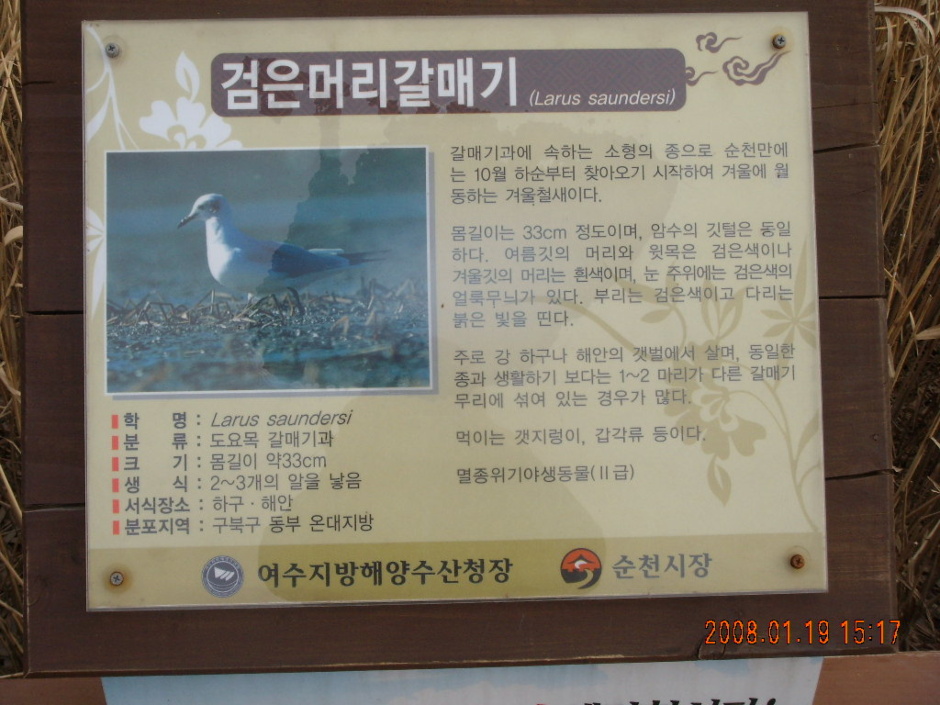 검은머리갈매기 (Larus saundersi)
갈매기과에 속하는 소형의 종으로 순천만에
는 10월 하순부터 찾아오기 시작하여 겨울에 월
동하는 겨울철새이다.
몸길이는 33cm 정도이며, 암수의 깃털은 동일
하다. 여름깃의 머리와 윗목은 검은색이나
겨울깃의 머리는 흰색이며, 눈 주위에는 검은색의
얼룩무늬가 있다. 부리는 검은색이고 다리는
붉은 빛을 띤다.
주로 강 하구나 해안의 갯벌에서 살며, 동일한
종과 생활하기 보다는 1~2 마리가 다른 갈매기
무리에 섞여 있는 경우가 많다.
먹이는 갯지렁이, 갑각류 등이다.
멸종위기야생동물(Ⅱ급)
학 명 : Larus saundersi
분 류 : 도요목 갈매기과
크 기 : 몸길이 약33cm
생 식 : 2~3개의 알을 낳음
서식장소 : 하구 · 해안
분포지역 : 구북구 동부 온대지방
여수지방해양수산청장 순천시장
2008.01.19 15:17